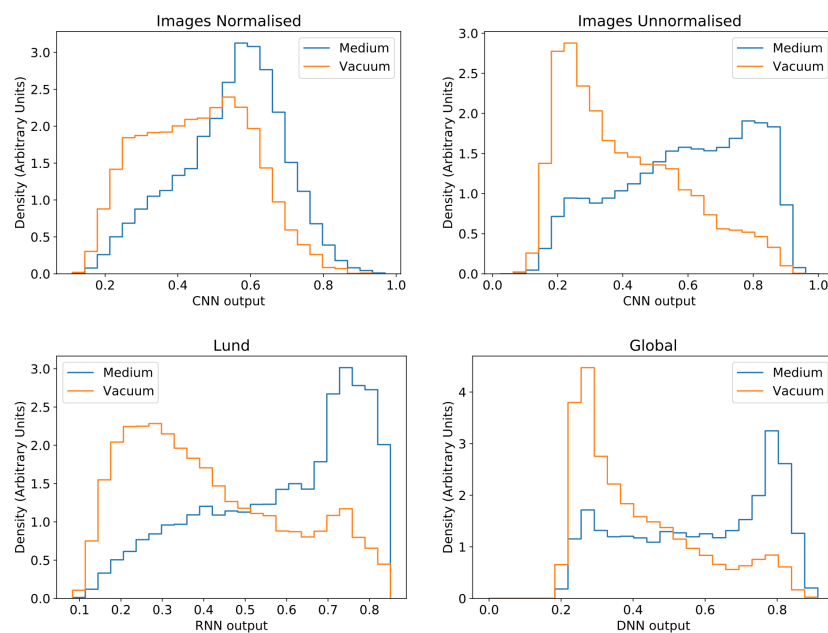 Images Normalised
Density (Arbitrary Units)
3.0
2.5
2.0
1.5
1.0
0.5
0.0
Medium
Vacuum
0.2
0.4
0.6
0.8
1.0
CNN output
Images Unnormalised
Density (Arbitrary Units)
3.0
2.5
2.0
1.5
1.0
0.5
0.0
Medium
Vacuum
0.0
0.2
0.4
0.6
0.8
1.0
CNN output
Lund
Density (Arbitrary Units)
3.0
2.5
2.0
1.5
1.0
0.5
0.0
Medium
Vacuum
0.1
0.2
0.3
0.4
0.5
0.6
0.7
0.8
RNN output
Global
Density (Arbitrary Units)
4
3
2
1
0
Medium
Vacuum
0.0
0.2
0.4
0.6
0.8
DNN output